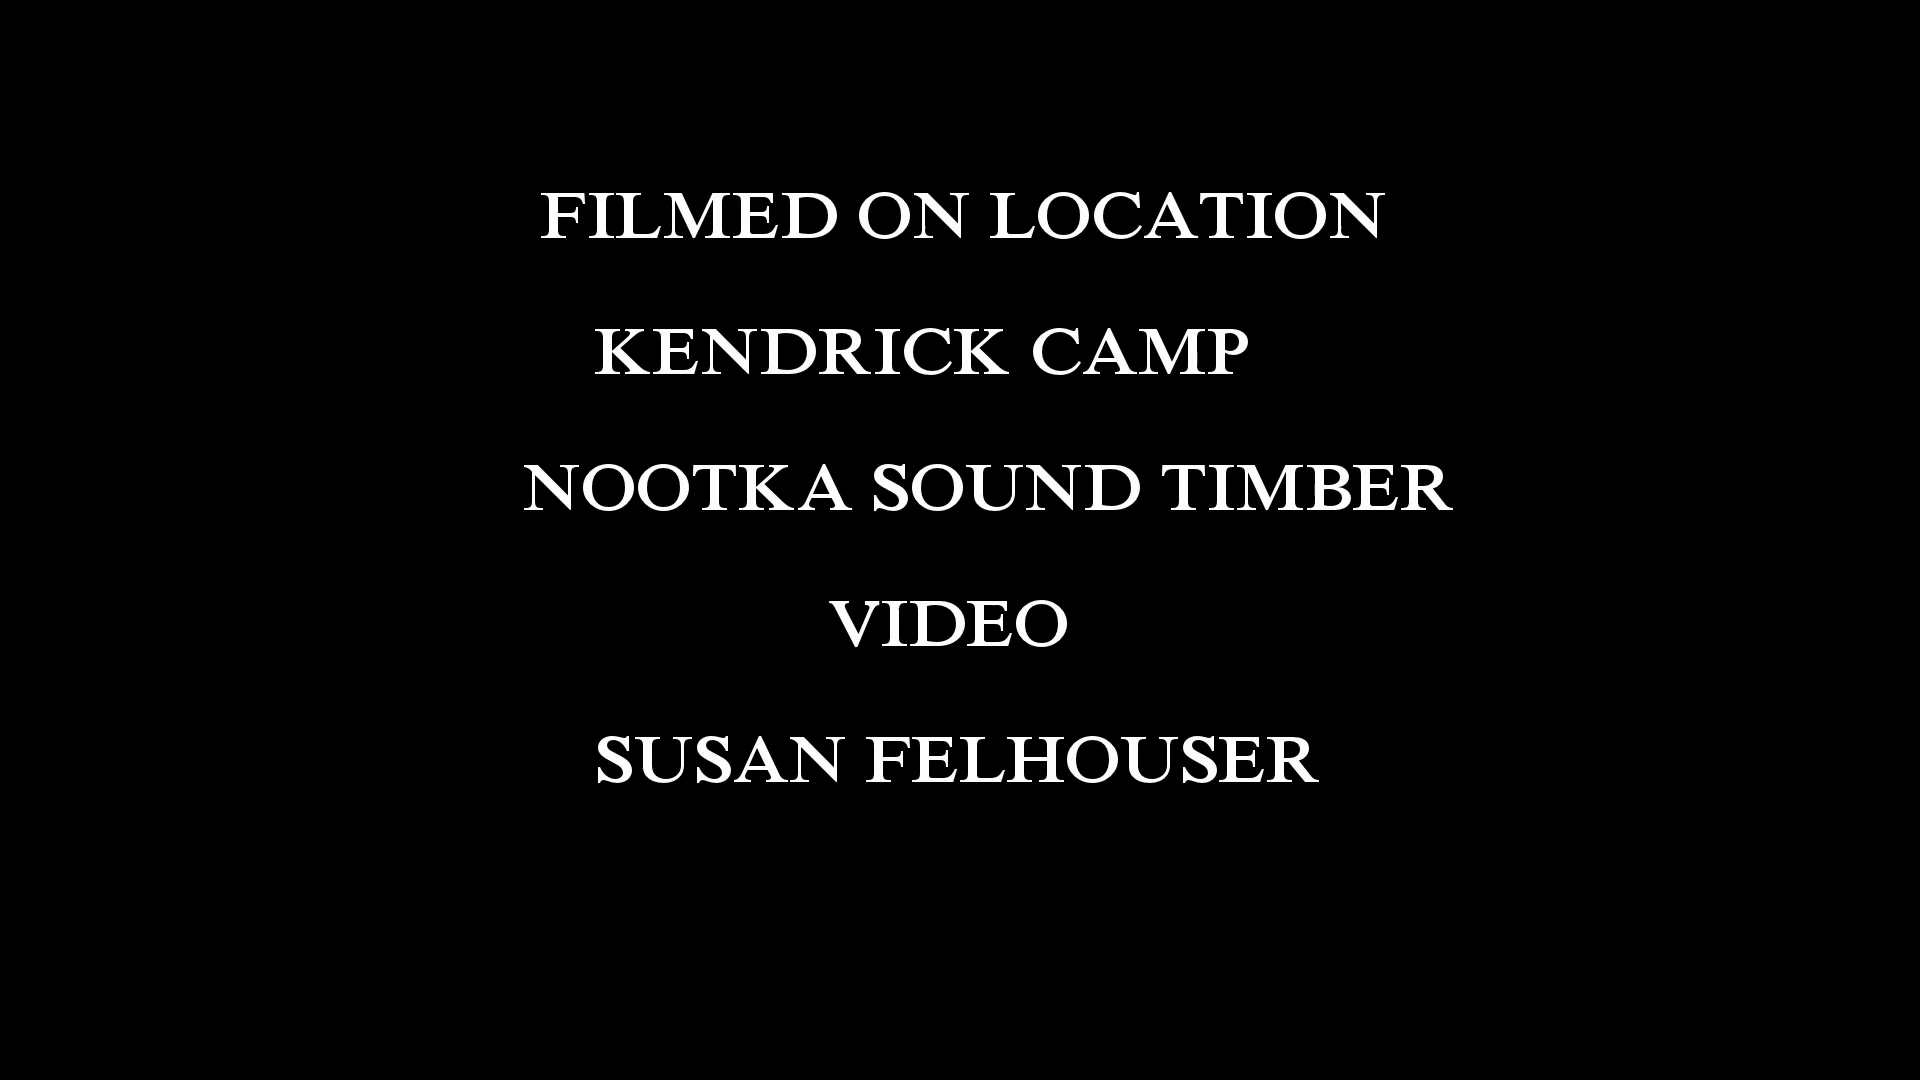 FILMED ON LOCATION
KENDRICK CAMP
NOOTKA SOUND TIMBER
VIDEO
SUSAN FELHOUSER